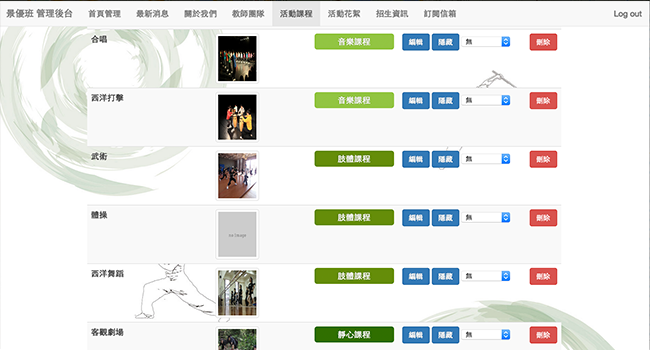 景優班 管理後台 首頁管理 最新消息 關於我們 教師團隊 活動課程 活動花絮 招生資訊 訂閱信箱 Log out
合唱 音樂課程 編輯 隱藏 無 刪除
西洋打擊 音樂課程 編輯 隱藏 無 刪除
武術 肢體課程 編輯 隱藏 無 刪除
體操 no image 肢體課程 編輯 隱藏 無 刪除
西洋舞蹈 肢體課程 編輯 隱藏 無 刪除
客觀劇場 靜心課程 編輯 隱藏 無 刪除